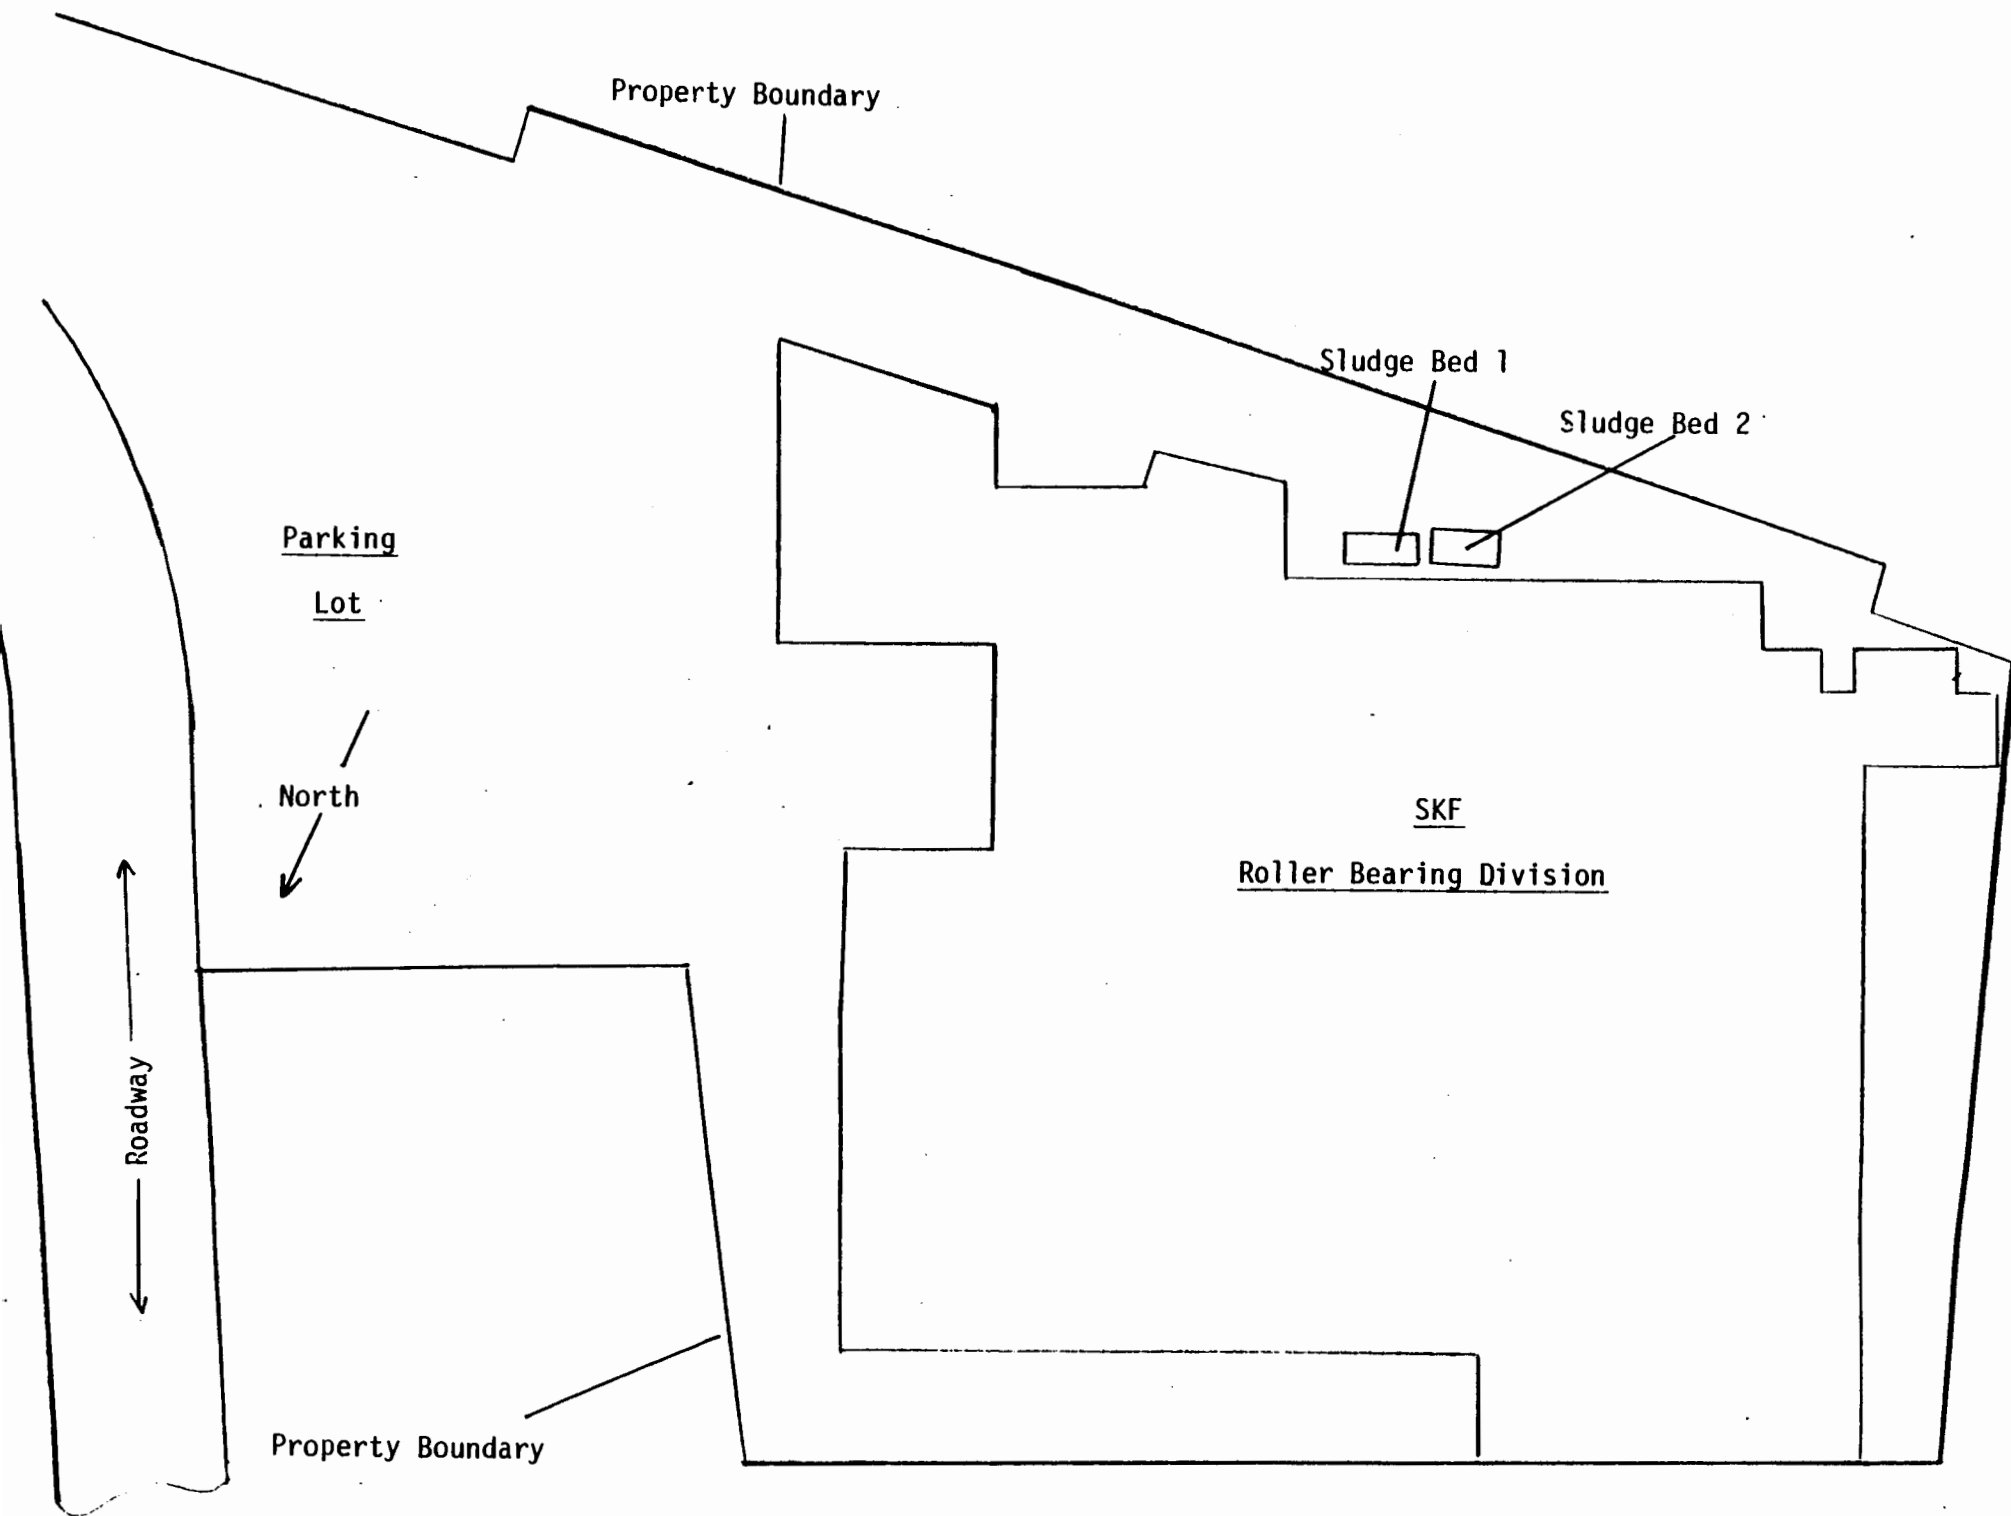 Property Boundary
Sludge Bed 1
Sludge Bed 2
Parking
Lot
North
SKF
Roller Bearing Division
Roadway
Property Boundary